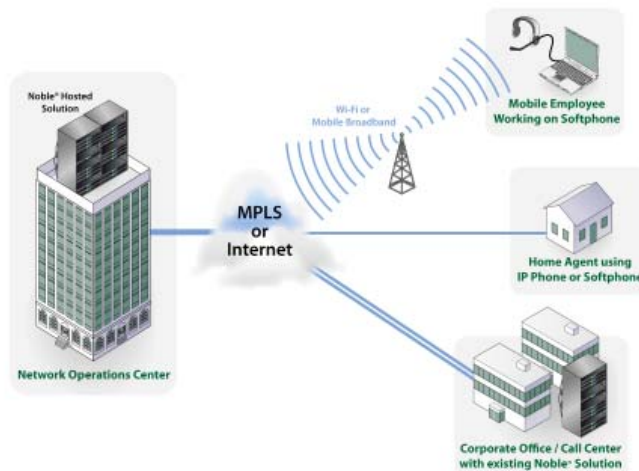 Noble® Hosted
Solution
Network Operations Center
MPLS
or
Internet
Wi-Fi or
Mobile Broadband
Mobile Employee
Working on Softphone
Home Agent using
IP Phone or Softphone
Corporate Office / Call Center
with existing Noble® Solution